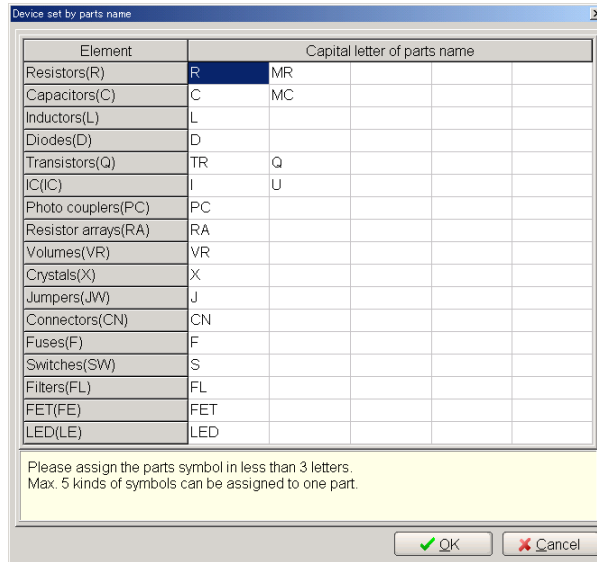 Device set by parts name
Element Capital letter of parts name
Resistors(R) R MR
Capacitors(C) C MC
Inductors(L) L
Diodes(D) D
Transistors(Q) TR Q
IC(IC) I U
Photo couplers(PC) PC
Resistor arrays(RA) RA
Volumes(VR) VR
Crystals(X) X
Jumpers(JW) J
Connectors(CN) CN
Fuses(F) F
Switches(SW) S
Filters(FL) FL
FET(FE) FET
LED(LE) LED
Please assign the parts symbol in less than 3 letters.
Max. 5 kinds of symbols can be assigned to one part.
OK Cancel